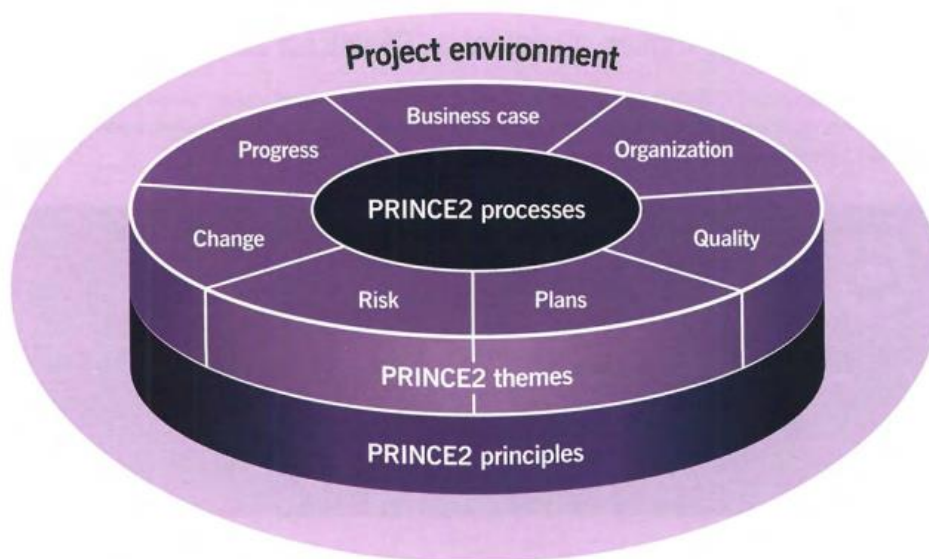 Project environment
Business case
Progress
Organization
PRINCE2 processes
Change
Quality
Risk
Plans
PRINCE2 themes
PRINCE2 principles